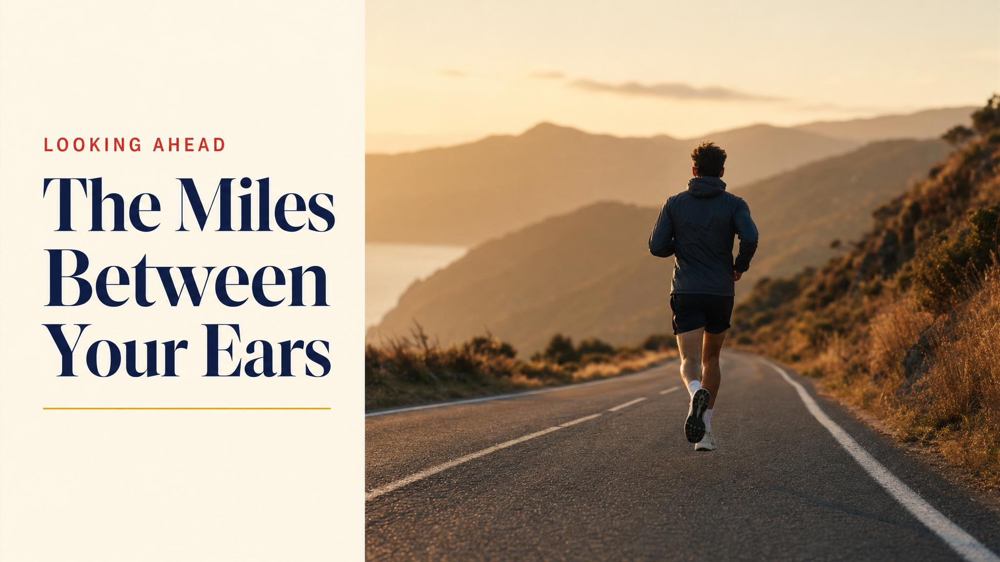 LOOKING AHEAD
The Miles
Between
Your Ears